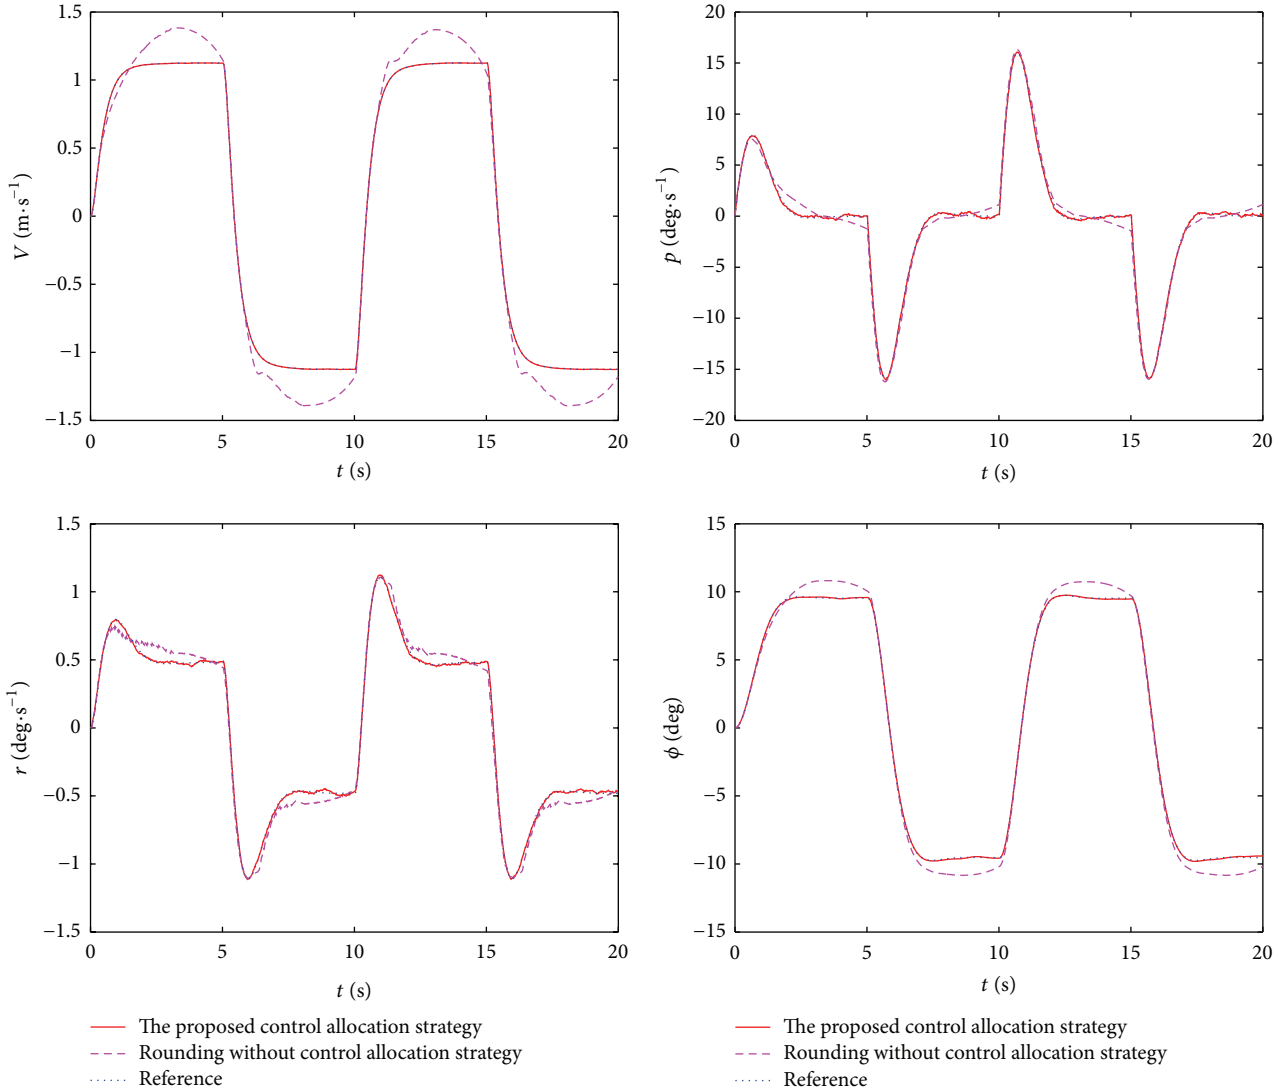 1.5
1
0.5
0
−0.5
−1
−1.5
V (m·s−1)
0 5 10 15 20
t (s)
20
15
10
5
0
−5
−10
−15
−20
p (deg·s−1)
0 5 10 15 20
t (s)
1.5
1
0.5
0
−0.5
−1
−1.5
r (deg·s−1)
0 5 10 15 20
t (s)
The proposed control allocation strategy
Rounding without control allocation strategy
Reference
15
10
5
0
−5
−10
−15
ϕ (deg)
0 5 10 15 20
t (s)
The proposed control allocation strategy
Rounding without control allocation strategy
Reference